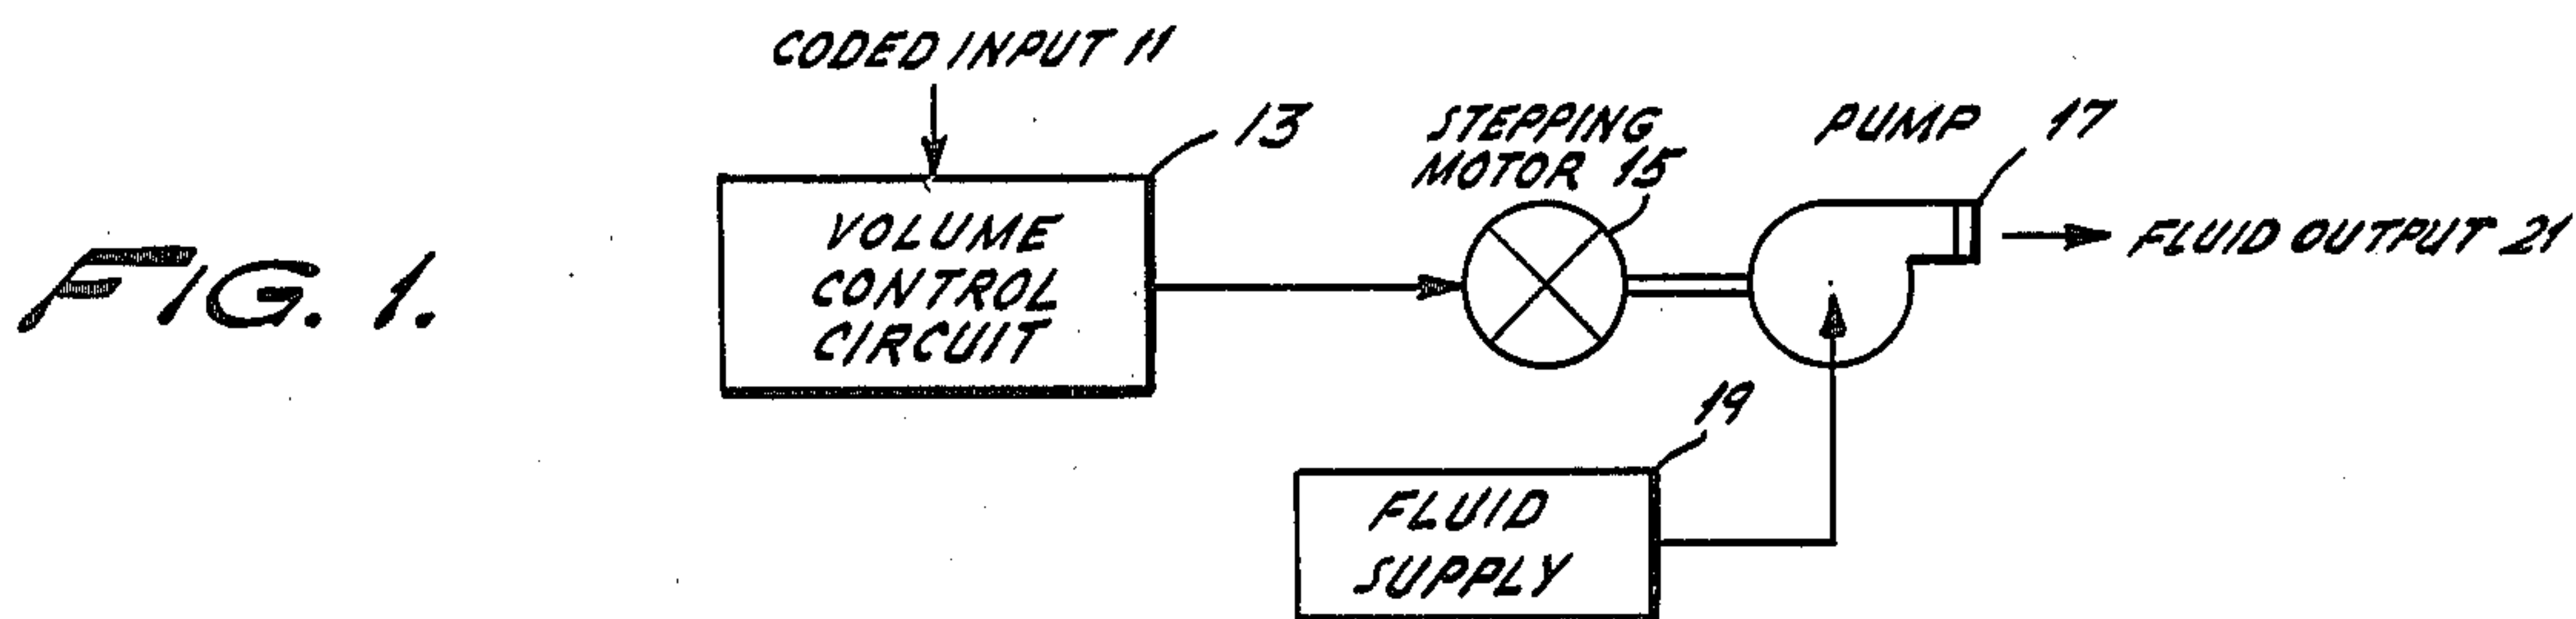 CODED INPUT 11
13
STEPPING
MOTOR 15
PUMP 17
VOLUME
CONTROL
CIRCUIT
FLUID OUTPUT 21
FIG. 1.
19
FLUID
SUPPLY